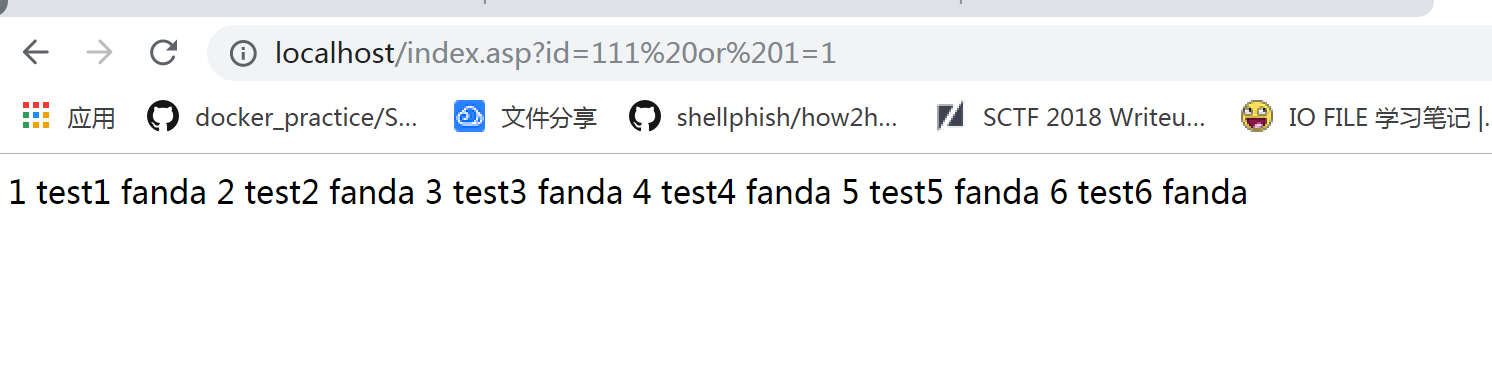 localhost/index.asp?id=111%20or%201=1
应用 docker_practice/S... 文件分享 shellphish/how2h... SCTF 2018 Writeu... IO FILE 学习笔记 |.
1 test1 fanda 2 test2 fanda 3 test3 fanda 4 test4 fanda 5 test5 fanda 6 test6 fanda